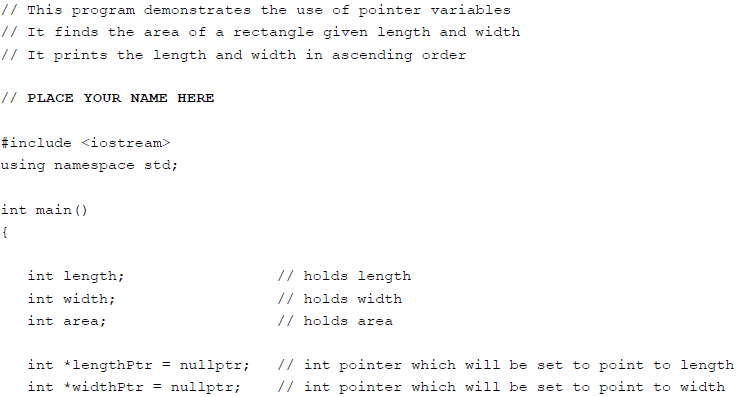 // This program demonstrates the use of pointer variables
// It finds the area of a rectangle given length and width
// It prints the length and width in ascending order
// PLACE YOUR NAME HERE
#include <iostream>
using namespace std;
int main()
{
int length; // holds length
int width; // holds width
int area; // holds area
int *lengthPtr = nullptr; // int pointer which will be set to point to length
int *widthPtr = nullptr; // int pointer which will be set to point to width